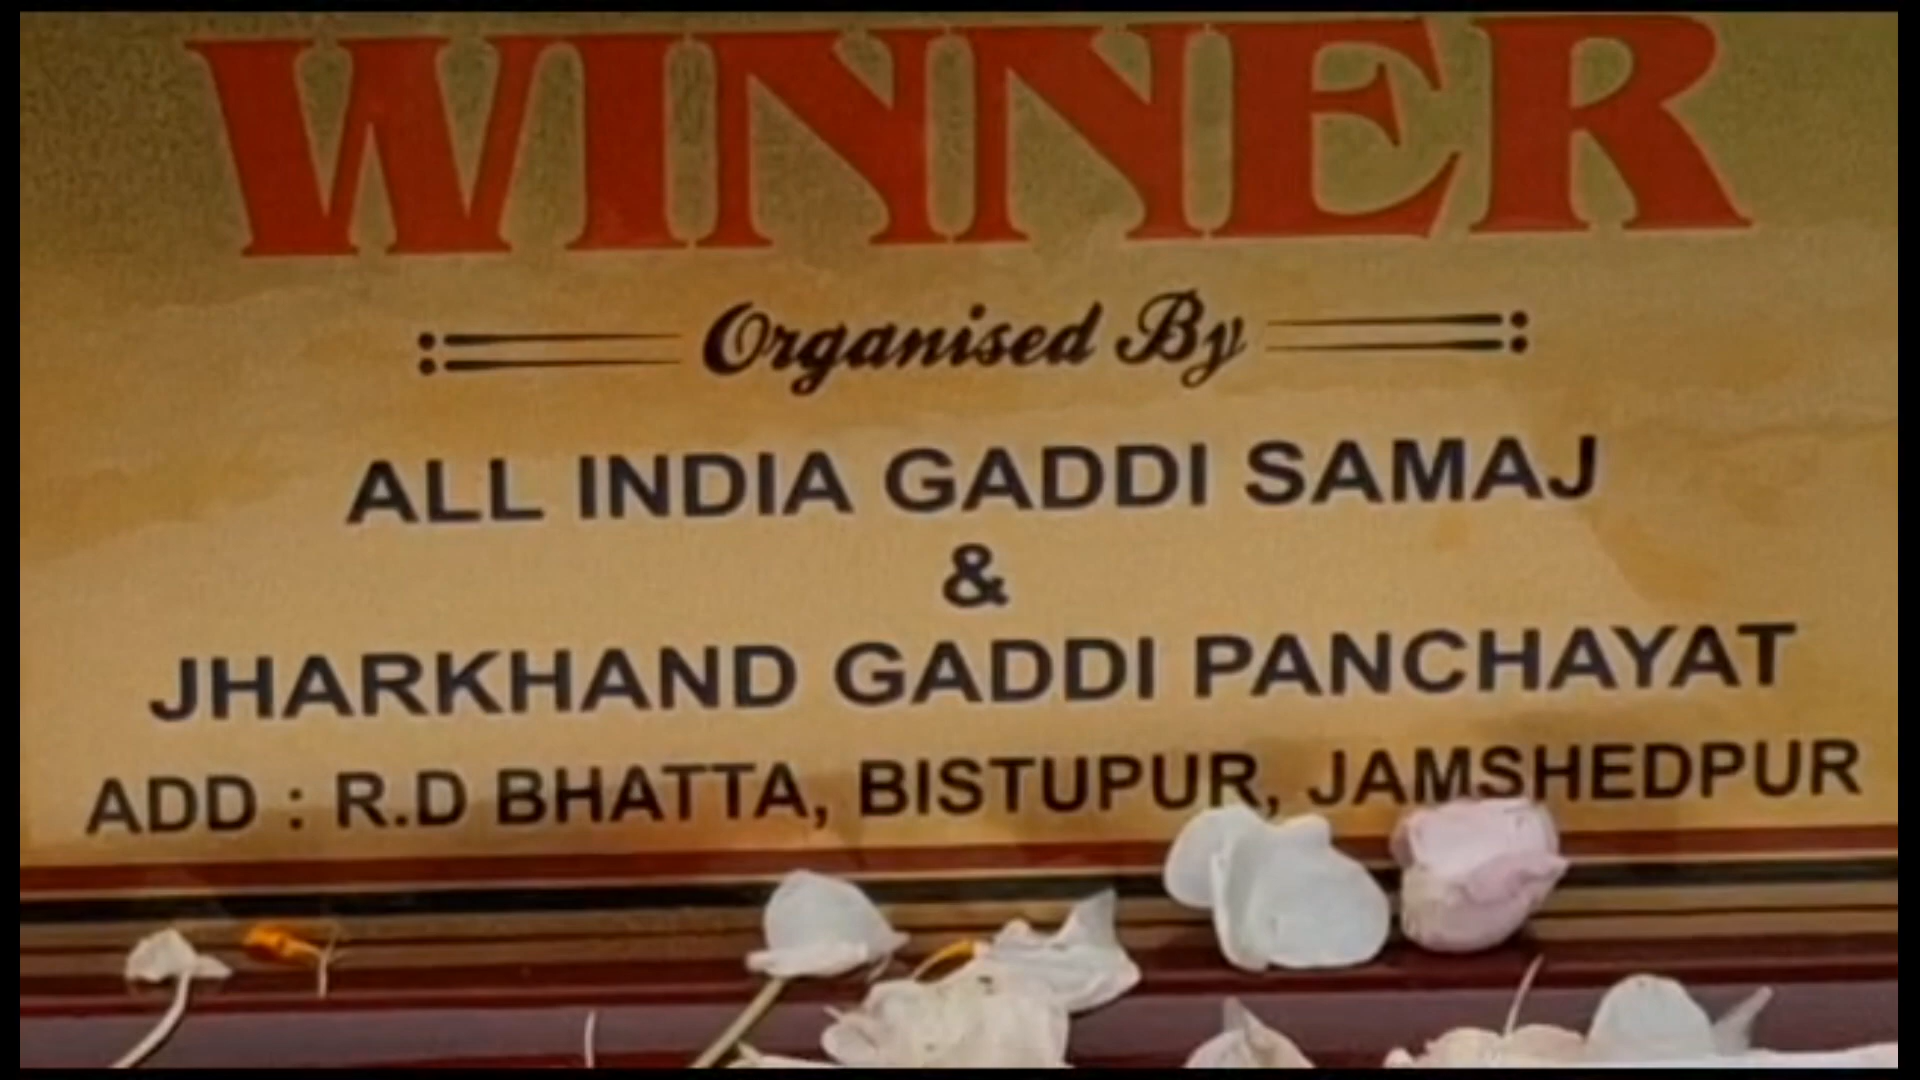 WINNER
Organised By
ALL INDIA GADDI SAMAJ
&
JHARKHAND GADDI PANCHAYAT
ADD : R.D BHATTA, BISTUPUR, JAMSHEDPUR